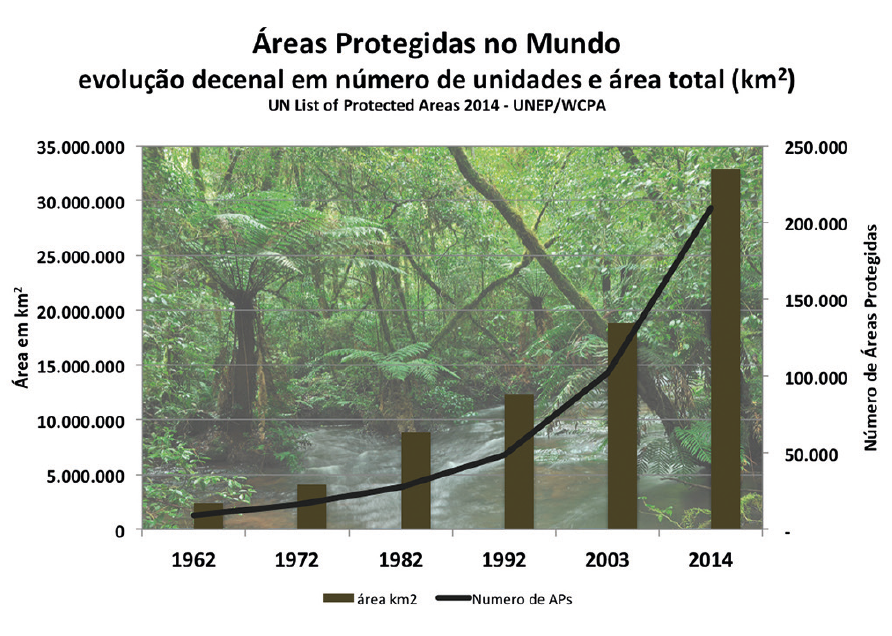 Áreas Protegidas no Mundo
evolução decenal em número de unidades e área total (km²)
UN List of Protected Areas 2014 - UNEP/WCPA
Área em km²
35.000.000
30.000.000
25.000.000
20.000.000
15.000.000
10.000.000
5.000.000
0
250.000
200.000
150.000
100.000
50.000
-
Número de Áreas Protegidas
1962 1972 1982 1992 2003 2014
área km2 Numero de APs